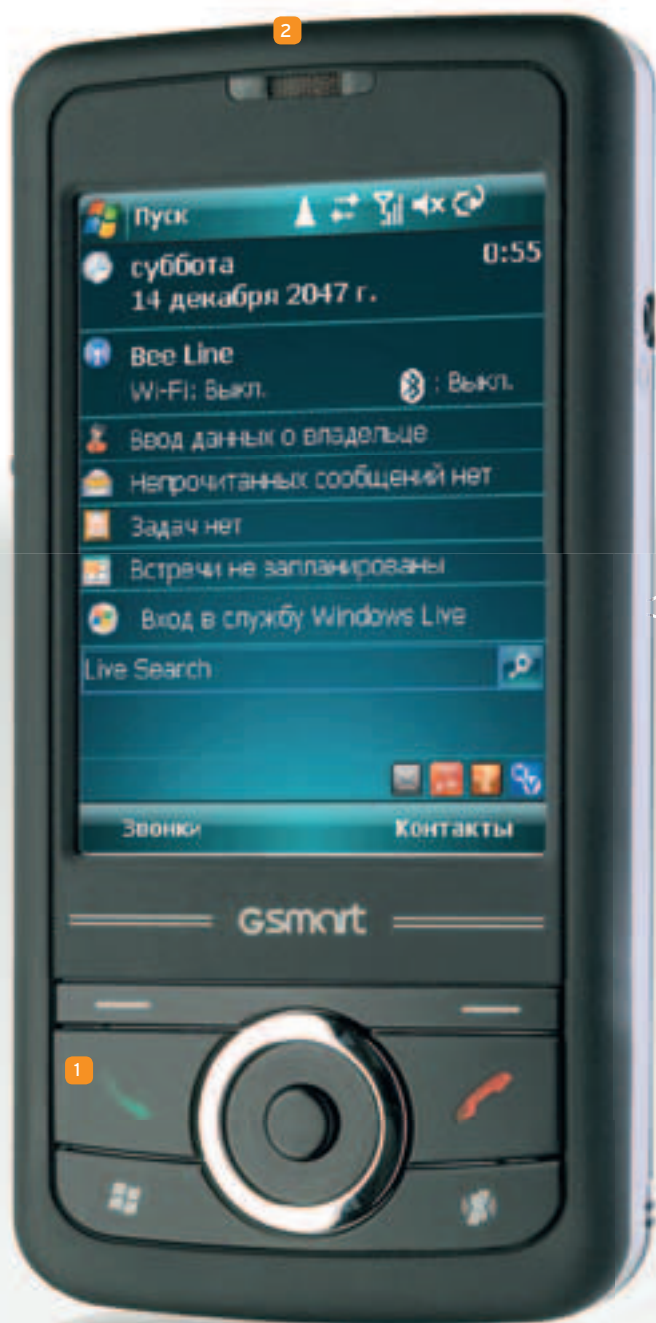 2
Пуск
суббота 0:55
14 декабря 2047 г.
Bee Line
Wi-Fi: Выкл. : Выкл.
Ввод данных о владельце
Непрочитанных сообщений нет
Задач нет
Встречи не запланированы
Вход в службу Windows Live
Live Search
Звонки Контакты
GSmart
1